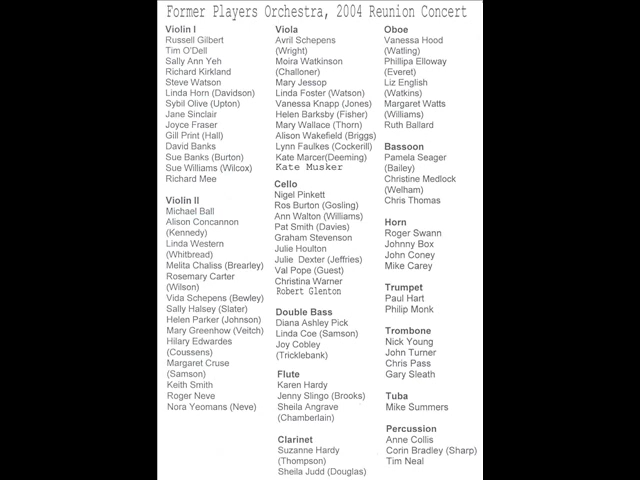 Former Players Orchestra, 2004 Reunion Concert
Violin I
Russell Gilbert
Tim O'Dell
Sally Ann Yeh
Richard Kirkland
Steve Watson
Linda Horn (Davidson)
Sybil Olive (Upton)
Jane Sinclair
Joyce Fraser
Gill Print (Hall)
David Banks
Sue Banks (Burton)
Sue Williams (Wilcox)
Richard Mee
Violin II
Michael Ball
Alison Concannon
(Kennedy)
Linda Western
(Whitbread)
Melita Chaliss (Brearley)
Rosemary Carter
(Wilson)
Vida Schepens (Bewley)
Sally Halsey (Slater)
Helen Parker (Johnson)
Mary Greenhow (Veitch)
Hilary Edwardes
(Coussens)
Margaret Cruse
(Samson)
Keith Smith
Roger Neve
Nora Yeomans (Neve)
Viola
Avril Schepens
(Wright)
Moira Watkinson
(Challoner)
Mary Jessop
Linda Foster (Watson)
Vanessa Knapp (Jones)
Helen Barksby (Fisher)
Mary Wallace (Thorn)
Alison Wakefield (Briggs)
Lynn Faulkes (Cockerill)
Kate Marcer(Deeming)
Kate Musker
Cello
Nigel Pinkett
Ros Burton (Gosling)
Ann Walton (Williams)
Pat Smith (Davies)
Graham Stevenson
Julie Houlton
Julie Dexter (Jeffries)
Val Pope (Guest)
Christina Warner
Robert Glenton
Double Bass
Diana Ashley Pick
Linda Coe (Samson)
Joy Cobley
(Tricklebank)
Flute
Karen Hardy
Jenny Slingo (Brooks)
Sheila Angrave
(Chamberlain)
Clarinet
Suzanne Hardy
(Thompson)
Sheila Judd (Douglas)
Oboe
Vanessa Hood
(Watling)
Phillipa Elloway
(Everet)
Liz English
(Watkins)
Margaret Watts
(Williams)
Ruth Ballard
Bassoon
Pamela Seager
(Bailey)
Christine Medlock
(Welham)
Chris Thomas
Horn
Roger Swann
Johnny Box
John Coney
Mike Carey
Trumpet
Paul Hart
Philip Monk
Trombone
Nick Young
John Turner
Chris Pass
Gary Sleath
Tuba
Mike Summers
Percussion
Anne Collis
Corin Bradley (Sharp)
Tim Neal